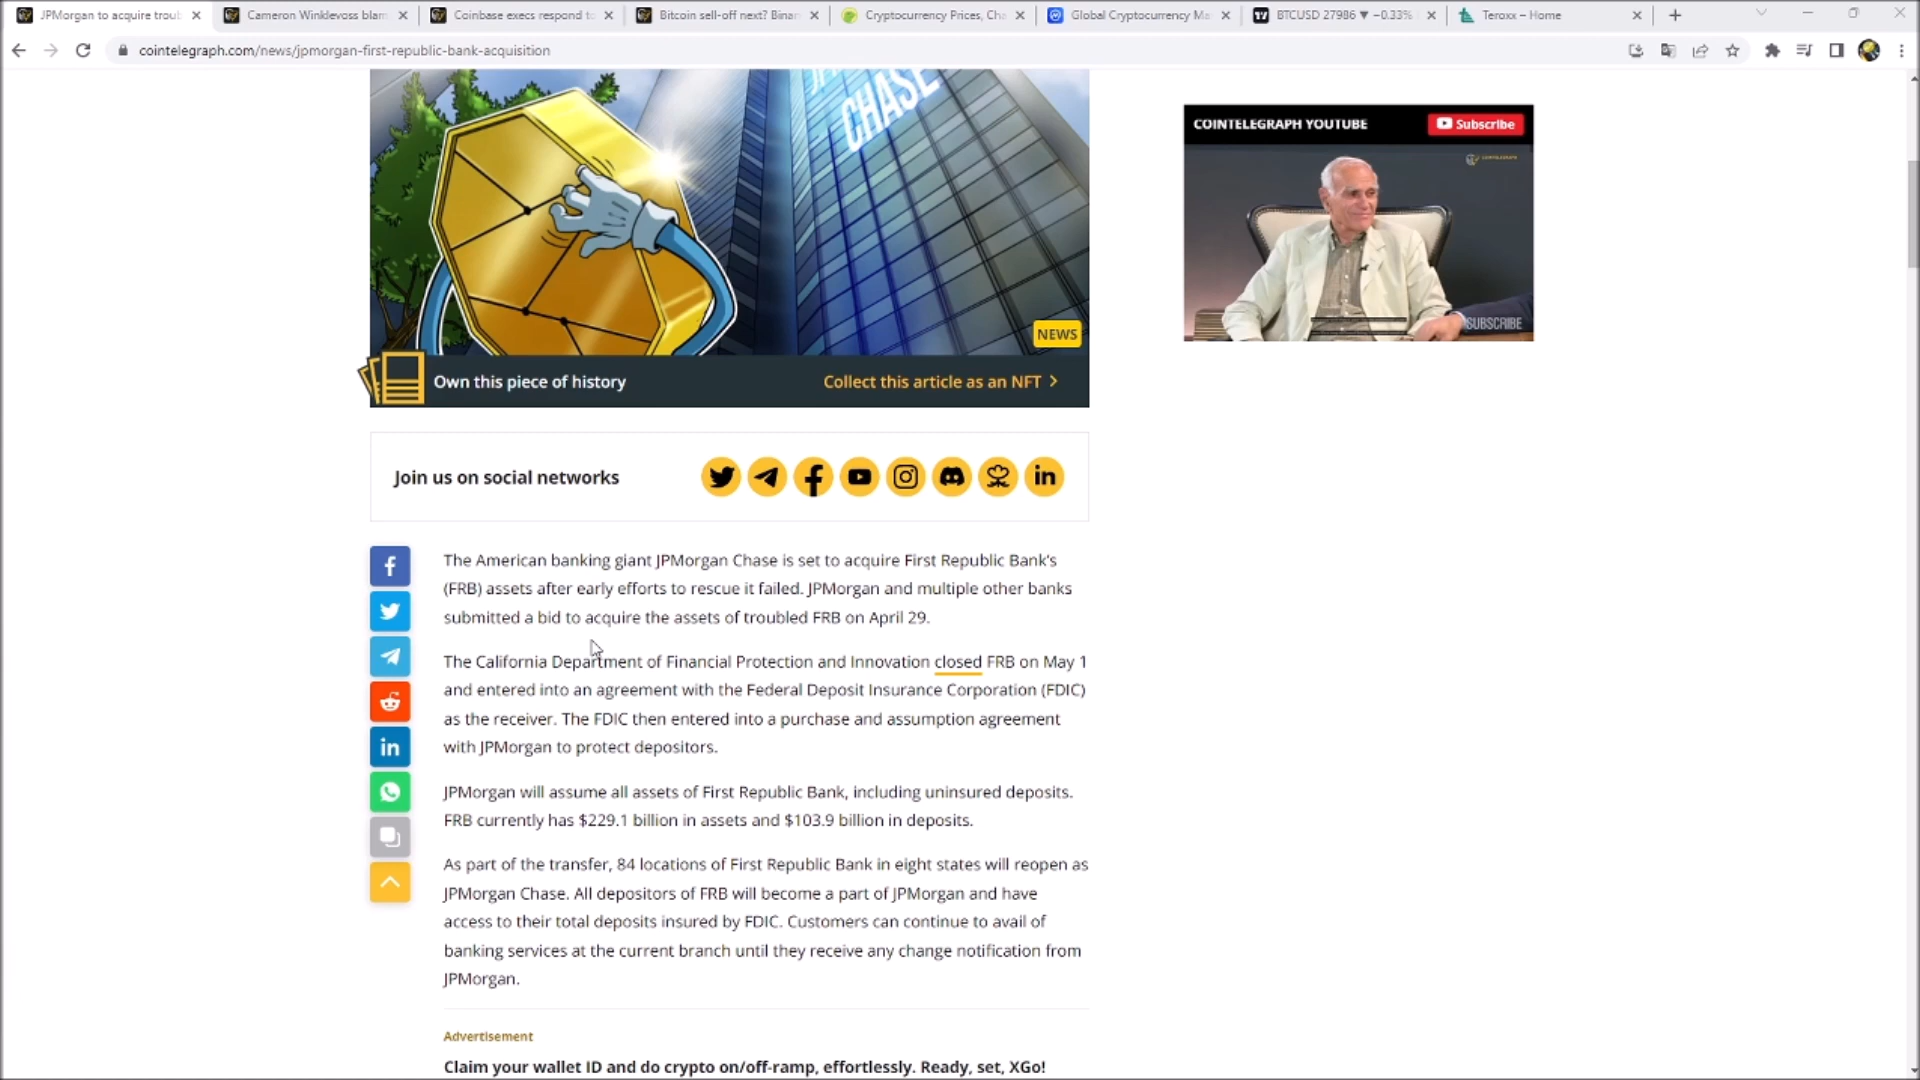 JPMorgan to acquire troub
Cameron Winklevoss blam
Coinbase execs respond to
Bitcoin sell-off next? Binan
Cryptocurrency Prices, Cha
Global Cryptocurrency Ma
BTCUSD 27986 ▼ −0.33%
Teroxx – Home
cointelegraph.com/news/jpmorgan-first-republic-bank-acquisition
CHASE
NEWS
Own this piece of history
Collect this article as an NFT >
COINTELEGRAPH YOUTUBE
Subscribe
COINTELEGRAPH
SUBSCRIBE
Join us on social networks
The American banking giant JPMorgan Chase is set to acquire First Republic Bank's
(FRB) assets after early efforts to rescue it failed. JPMorgan and multiple other banks
submitted a bid to acquire the assets of troubled FRB on April 29.
The California Department of Financial Protection and Innovation closed FRB on May 1
and entered into an agreement with the Federal Deposit Insurance Corporation (FDIC)
as the receiver. The FDIC then entered into a purchase and assumption agreement
with JPMorgan to protect depositors.
JPMorgan will assume all assets of First Republic Bank, including uninsured deposits.
FRB currently has $229.1 billion in assets and $103.9 billion in deposits.
As part of the transfer, 84 locations of First Republic Bank in eight states will reopen as
JPMorgan Chase. All depositors of FRB will become a part of JPMorgan and have
access to their total deposits insured by FDIC. Customers can continue to avail of
banking services at the current branch until they receive any change notification from
JPMorgan.
Advertisement
Claim your wallet ID and do crypto on/off-ramp, effortlessly. Ready, set, XGo!